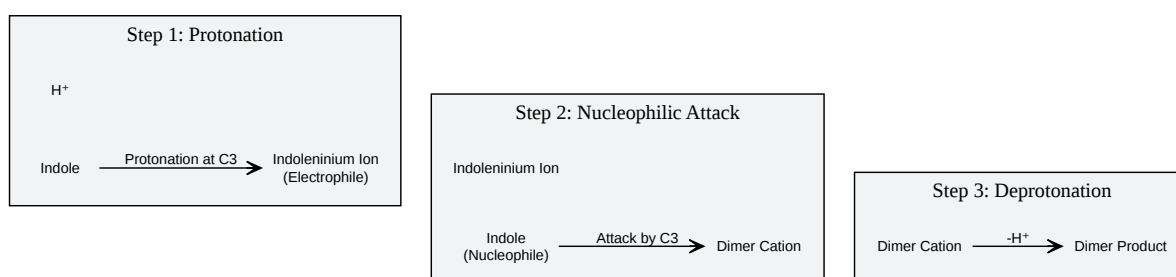 Step 1: Protonation
H⁺
Indole
Protonation at C3
Indoleninium Ion
(Electrophile)
Step 2: Nucleophilic Attack
Indoleninium Ion
Indole
(Nucleophile)
Attack by C3
Dimer Cation
Step 3: Deprotonation
Dimer Cation
-H⁺
Dimer Product